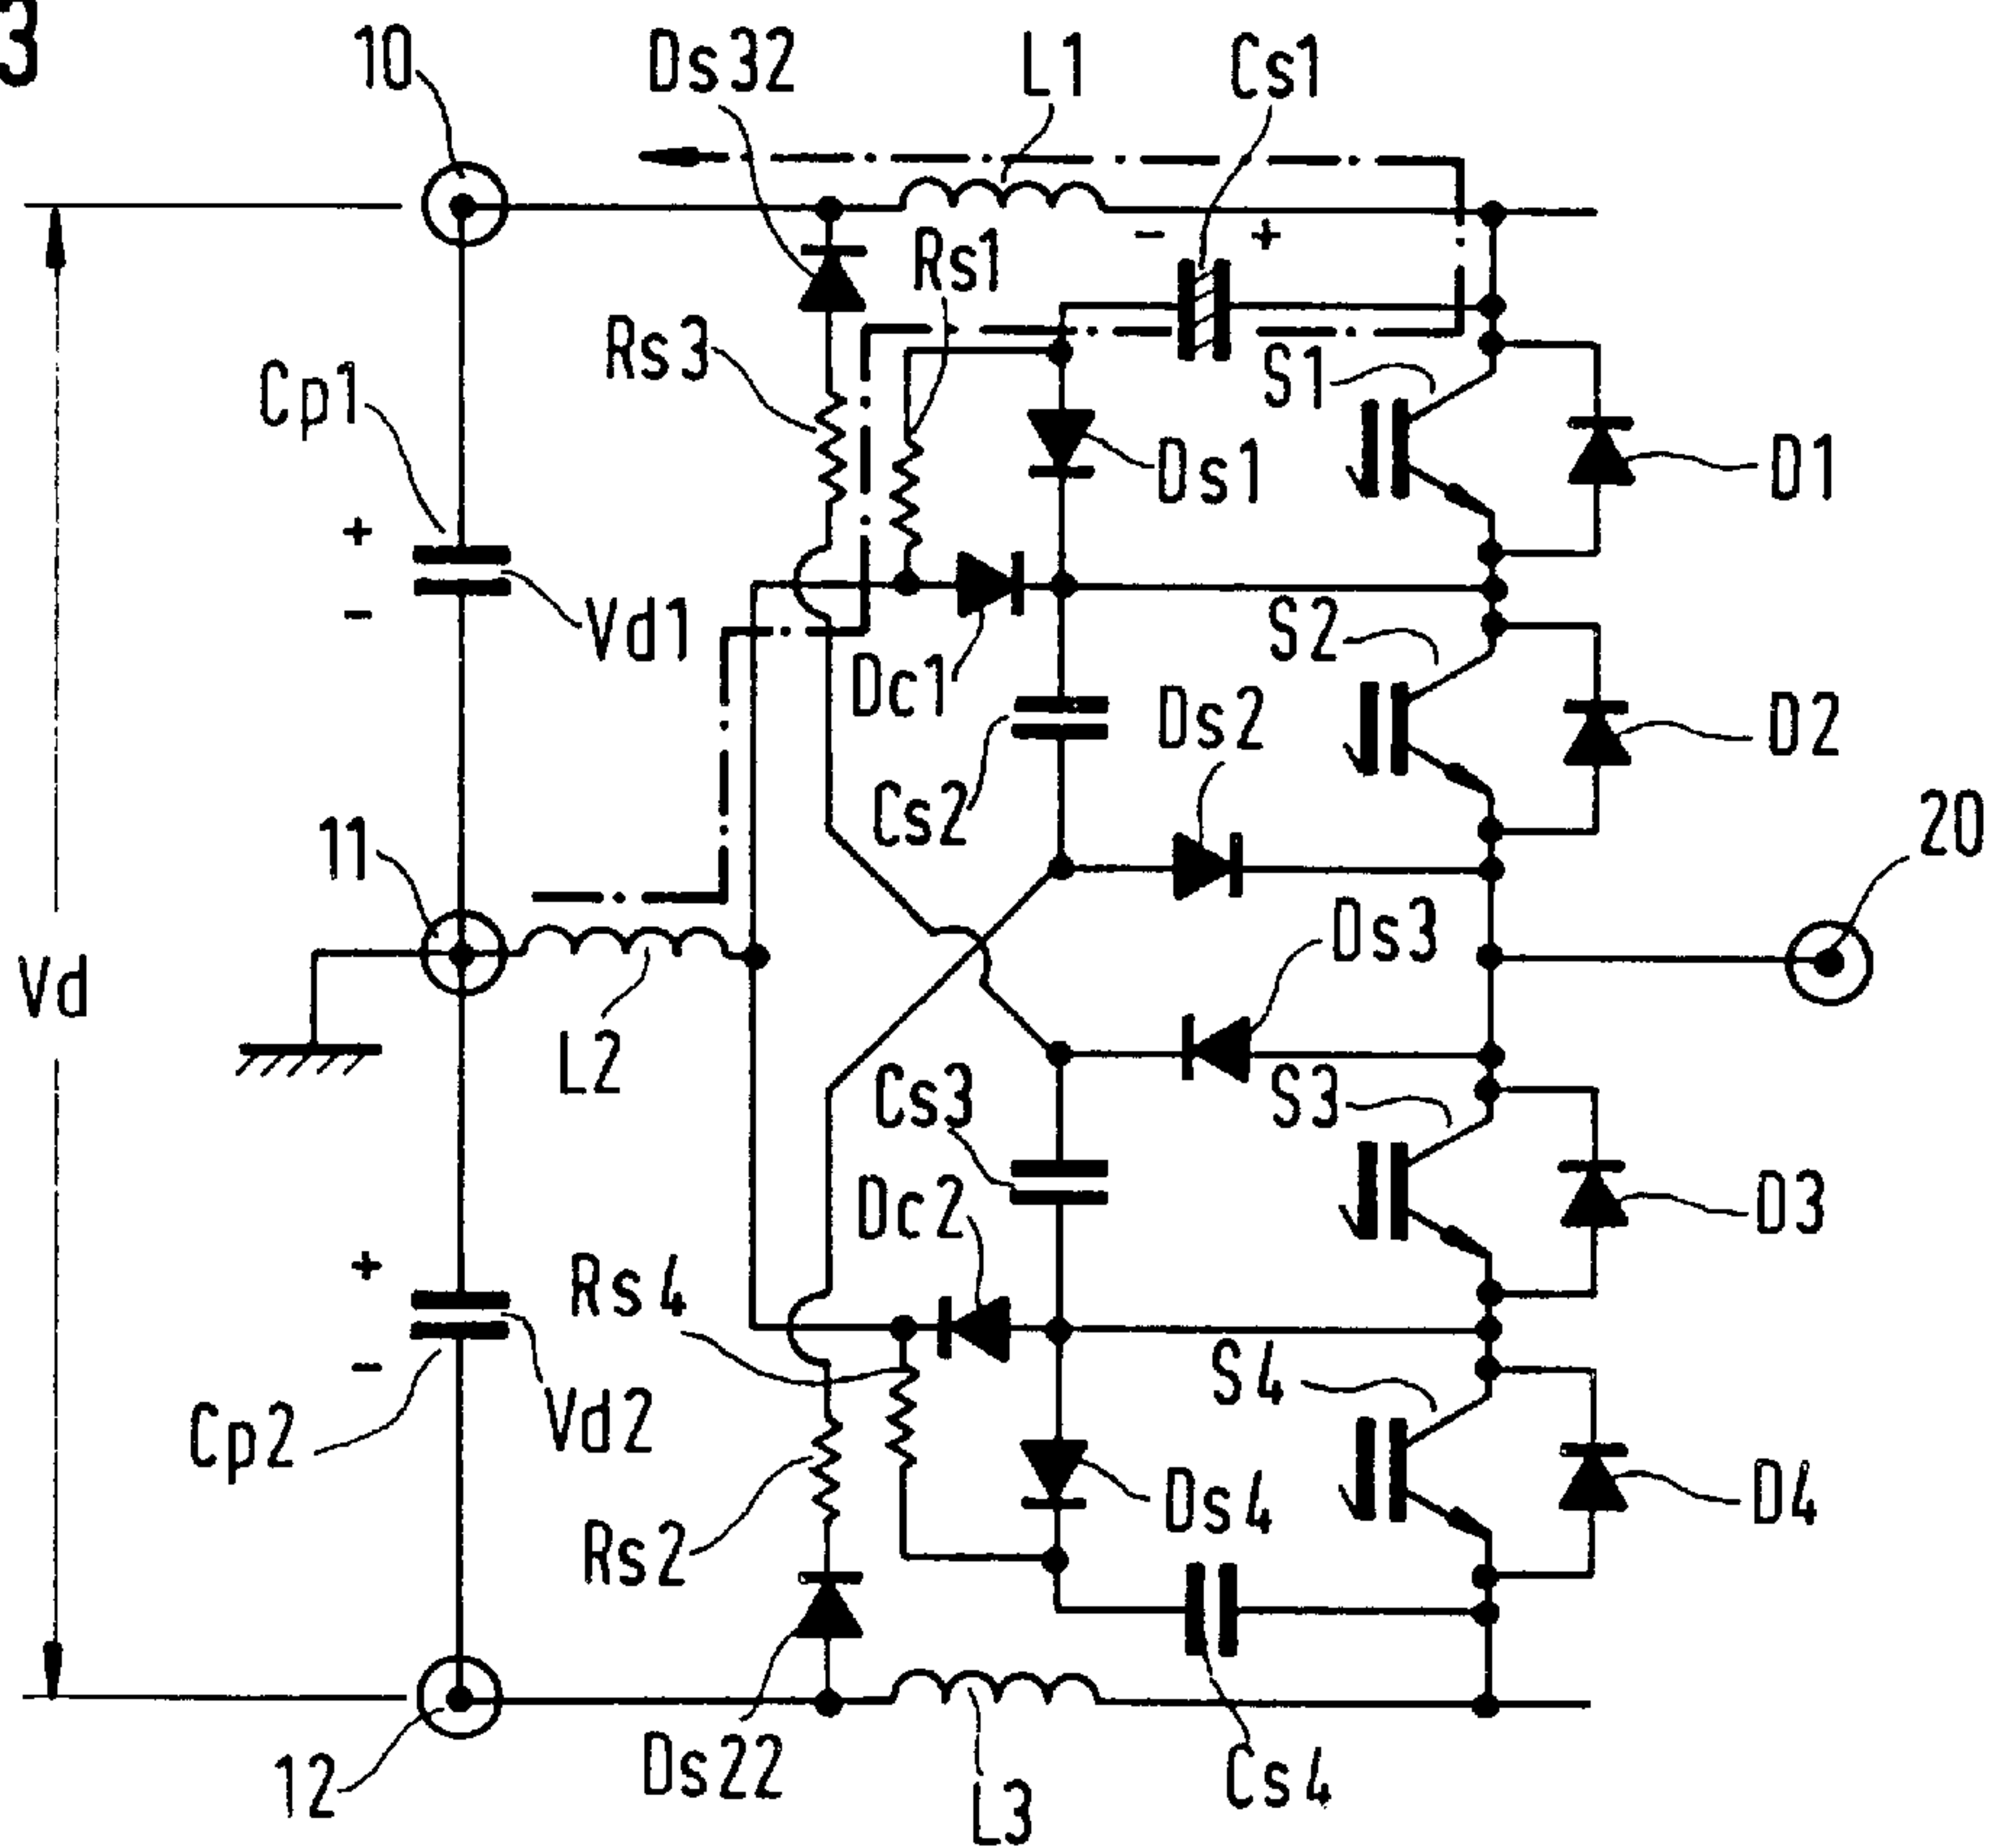 3
10
Ds32
L1
Cs1
- +
Rs1
Rs3
S1
Cp1
Ds1
D1
+
-
Vd1
S2
Dc1
Ds2
D2
Cs2
20
11
Ds3
Vd
L2
Cs3
S3
Dc2
D3
+
Rs4
-
S4
Vd2
Cp2
Ds4
D4
Rs2
Ds22
Cs4
12
L3